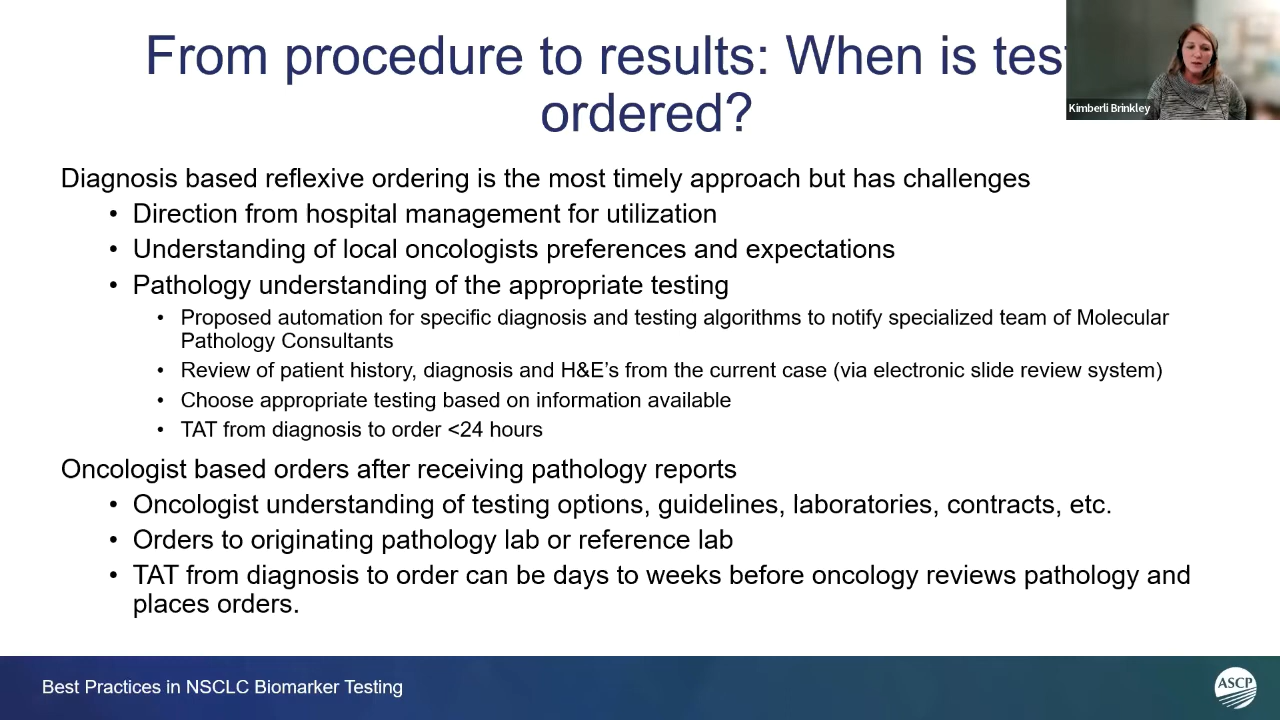 From procedure to results: When is tes
ordered?
Kimberli Brinkley
Diagnosis based reflexive ordering is the most timely approach but has challenges
• Direction from hospital management for utilization
• Understanding of local oncologists preferences and expectations
• Pathology understanding of the appropriate testing
• Proposed automation for specific diagnosis and testing algorithms to notify specialized team of Molecular
Pathology Consultants
• Review of patient history, diagnosis and H&E's from the current case (via electronic slide review system)
• Choose appropriate testing based on information available
• TAT from diagnosis to order <24 hours
Oncologist based orders after receiving pathology reports
• Oncologist understanding of testing options, guidelines, laboratories, contracts, etc.
• Orders to originating pathology lab or reference lab
• TAT from diagnosis to order can be days to weeks before oncology reviews pathology and
places orders.
Best Practices in NSCLC Biomarker Testing
ASCP